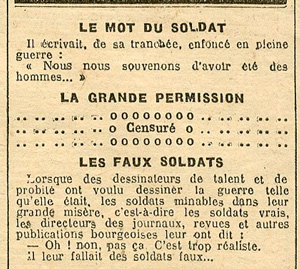 LE MOT DU SOLDAT
Il écrivait, de sa tranchée, enfoncé en pleine
guerre :
« Nous nous souvenons d'avoir été des
hommes... »
LA GRANDE PERMISSION
.. .. .. .. .. o o o o o o o o .. .. .. .. ..
.. .. .. .. .. o Censuré o .. .. .. .. ..
.. .. .. .. .. o o o o o o o o .. .. .. .. ..
LES FAUX SOLDATS
Lorsque des dessinateurs de talent et de
probité ont voulu dessiner la guerre telle
qu'elle était, les soldats minables dans leur
grande misère, c'est-à-dire les soldats vrais,
les directeurs des journaux, revues et autres
publications bourgeoises leur ont dit :
— Oh ! non, pas ça. C'est trop réaliste.
il leur fallait des soldats faux...